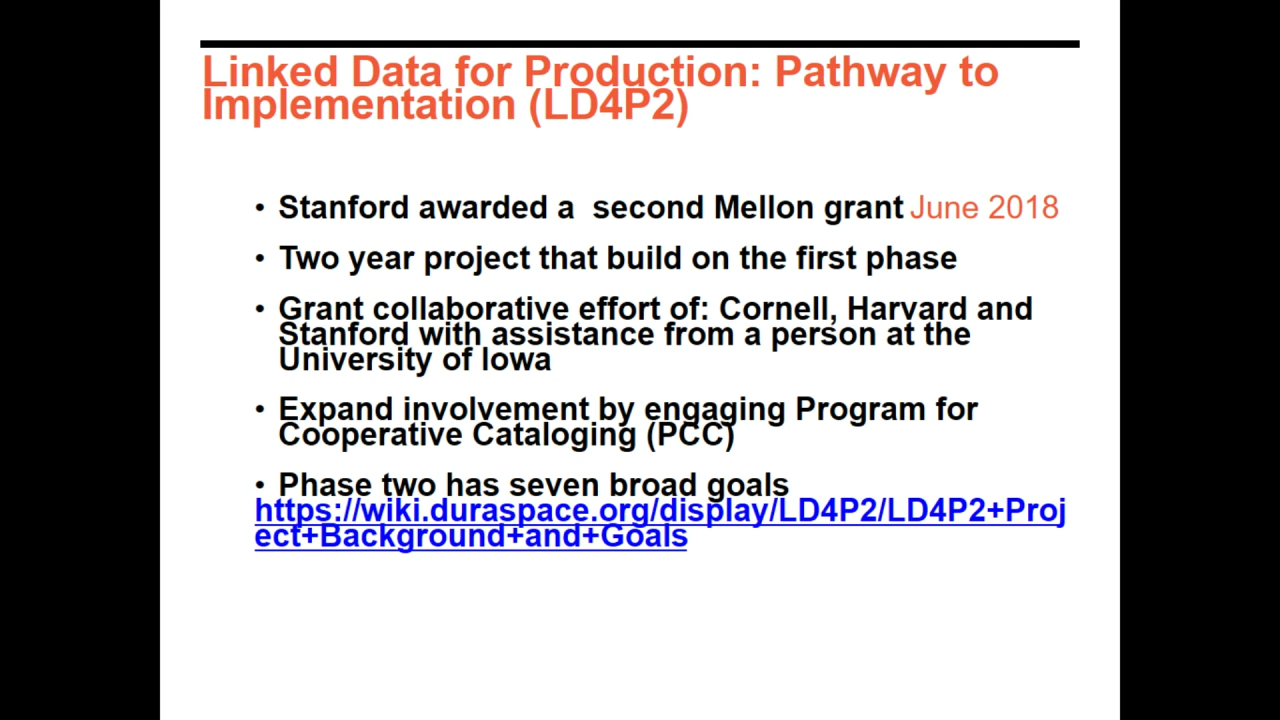 Linked Data for Production: Pathway to
Implementation (LD4P2)
• Stanford awarded a  second Mellon grant June 2018
• Two year project that build on the first phase
• Grant collaborative effort of: Cornell, Harvard and
Stanford with assistance from a person at the
University of Iowa
• Expand involvement by engaging Program for
Cooperative Cataloging (PCC)
• Phase two has seven broad goals
https://wiki.duraspace.org/display/LD4P2/LD4P2+Proj
ect+Background+and+Goals